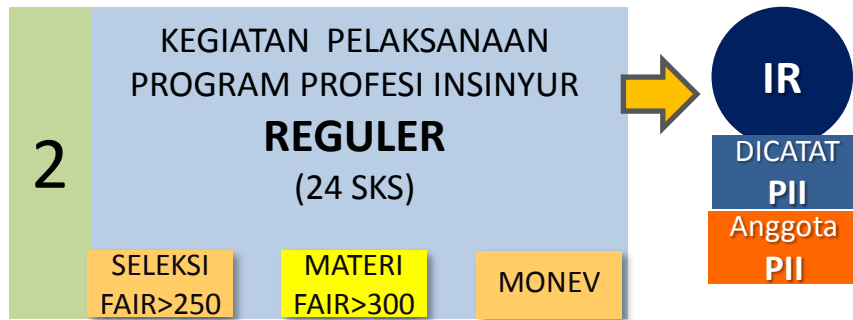 2
KEGIATAN PELAKSANAAN
PROGRAM PROFESI INSINYUR
REGULER
(24 SKS)
SELEKSI
FAIR>250
MATERI
FAIR>300
MONEV
IR
DICATAT
PII
Anggota
PII